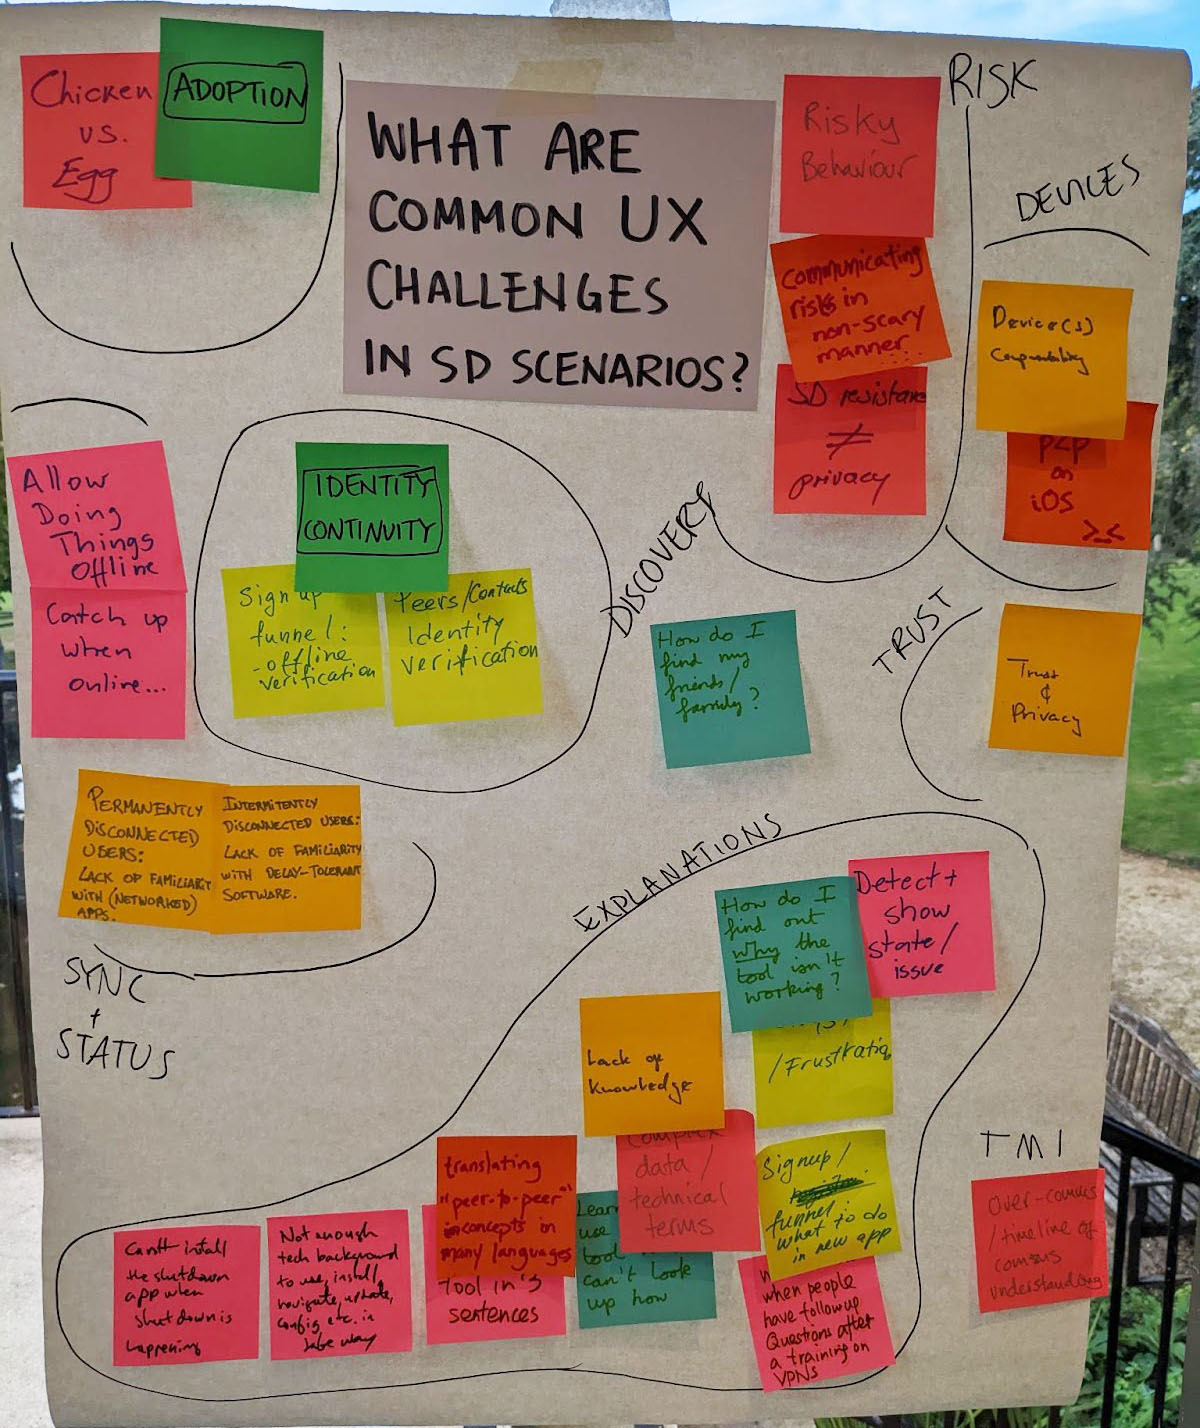 Chicken
vs.
Egg
ADOPTION
WHAT ARE
COMMON UX
CHALLENGES
IN SD SCENARIOS?
Risky
Behaviour
communicating
risks in
non-scary
manner...
SD resistance
≠
privacy
RISK
DEVICES
Device(s)
Compatability
P2P
on
iOS
>_<
Allow
Doing
Things
Offline
Catch up
when
online...
IDENTITY
CONTINUITY
Sign up
funnel:
-offline
verification
Peers/Contacts
Identity
verification
DISCOVERY
How do I
find my
friends/
family?
TRUST
Trust
&
Privacy
PERMANENTLY
DISCONNECTED
USERS:
LACK OF FAMILIARIT
WITH (NETWORKED)
APPS.
INTERMITENTLY
DISCONNECTED USERS:
LACK OF FAMILIARITY
WITH DELAY-TOLERANT
SOFTWARE.
SYNC
+
STATUS
EXPLANATIONS
How do I
find out
why the
tool isn't
working?
Detect +
show
state/
issue
Lack of
knowledge
/Frustratio
translating
"peer-to-peer"
concepts in
many languages
Tool in 3
sentences
Complex
data/
technical
terms
Learn
use
tool
can't look
up how
Signup/
funnel
what to do
in new app
when people
have followup
Questions after
a training on
VPNs
Can't install
the shutdown
app when
shutdown is
happening
Not enough
tech background
to use, install,
navigate, update,
config etc. in
safe way
TMI
Over-comms
/timeline of
comms
understanding